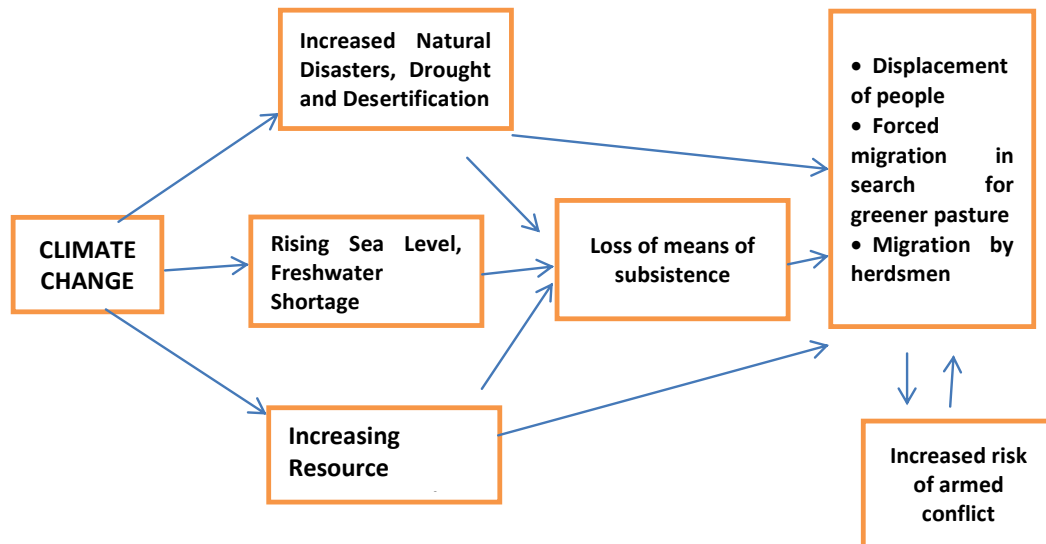 Increased Natural
Disasters, Drought
and Desertification
• Displacement
of people
• Forced
migration in
search for
greener pasture
• Migration by
herdsmen
CLIMATE
CHANGE
Rising Sea Level,
Freshwater
Shortage
Loss of means of
subsistence
Increasing
Resource
Increased risk
of armed
conflict